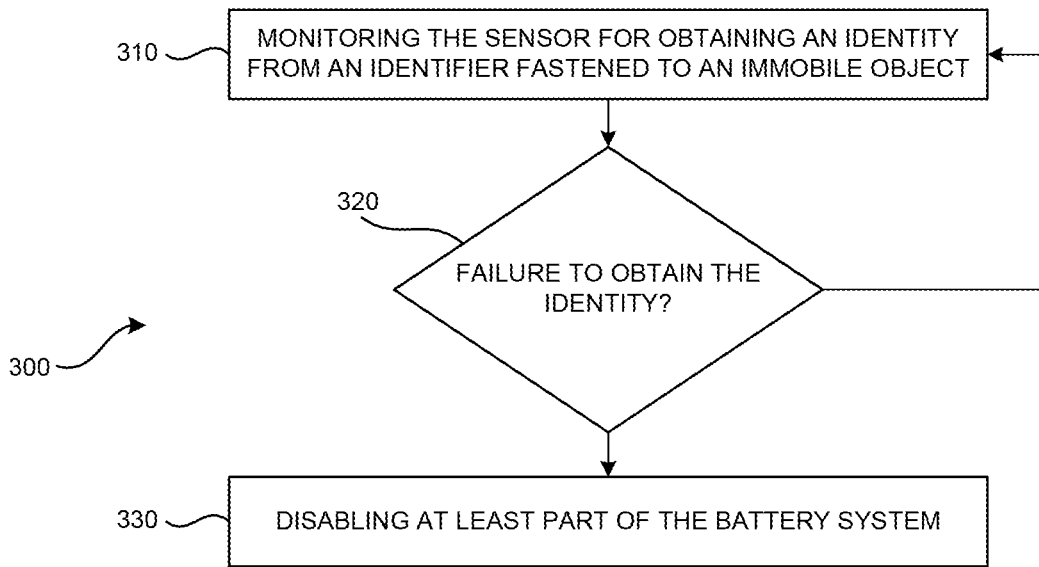 310
MONITORING THE SENSOR FOR OBTAINING AN IDENTITY
FROM AN IDENTIFIER FASTENED TO AN IMMOBILE OBJECT
320
FAILURE TO OBTAIN THE
IDENTITY?
300
330
DISABLING AT LEAST PART OF THE BATTERY SYSTEM